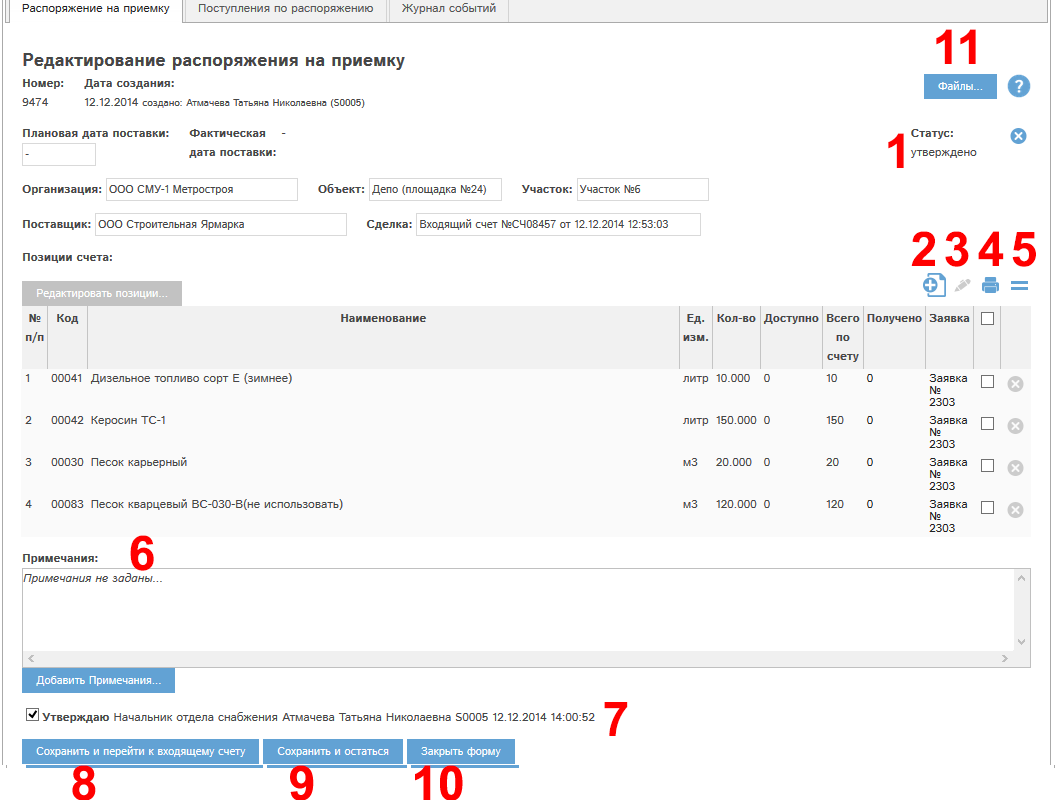 Распоряжение на приемку Поступления по распоряжению Журнал событий
11
Редактирование распоряжения на приемку
Номер: Дата создания: Файлы... ?
9474 12.12.2014 создано: Атмачева Татьяна Николаевна (S0005)
Плановая дата поставки: Фактическая дата поставки: - Статус:
- 1 утверждено
Организация: ООО СМУ-1 Метростроя Объект: Депо (площадка №24) Участок: Участок №6
Поставщик: ООО Строительная Ярмарка Сделка: Входящий счет №СЧ08457 от 12.12.2014 12:53:03
Позиции счета: 2 3 4 5
Редактировать позиции...
№ п/п Код Наименование Ед. изм. Кол-во Доступно Всего по счету Получено Заявка
1 00041 Дизельное топливо сорт Е (зимнее) литр 10.000 0 10 0 Заявка № 2303
2 00042 Керосин ТС-1 литр 150.000 0 150 0 Заявка № 2303
3 00030 Песок карьерный м3 20.000 0 20 0 Заявка № 2303
4 00083 Песок кварцевый ВС-030-В(не использовать) м3 120.000 0 120 0 Заявка № 2303
Примечания: 6
Примечания не заданы...
Добавить Примечания...
Утверждаю Начальник отдела снабжения Атмачева Татьяна Николаевна S0005 12.12.2014 14:00:52 7
Сохранить и перейти к входящему счету Сохранить и остаться Закрыть форму
8 9 10